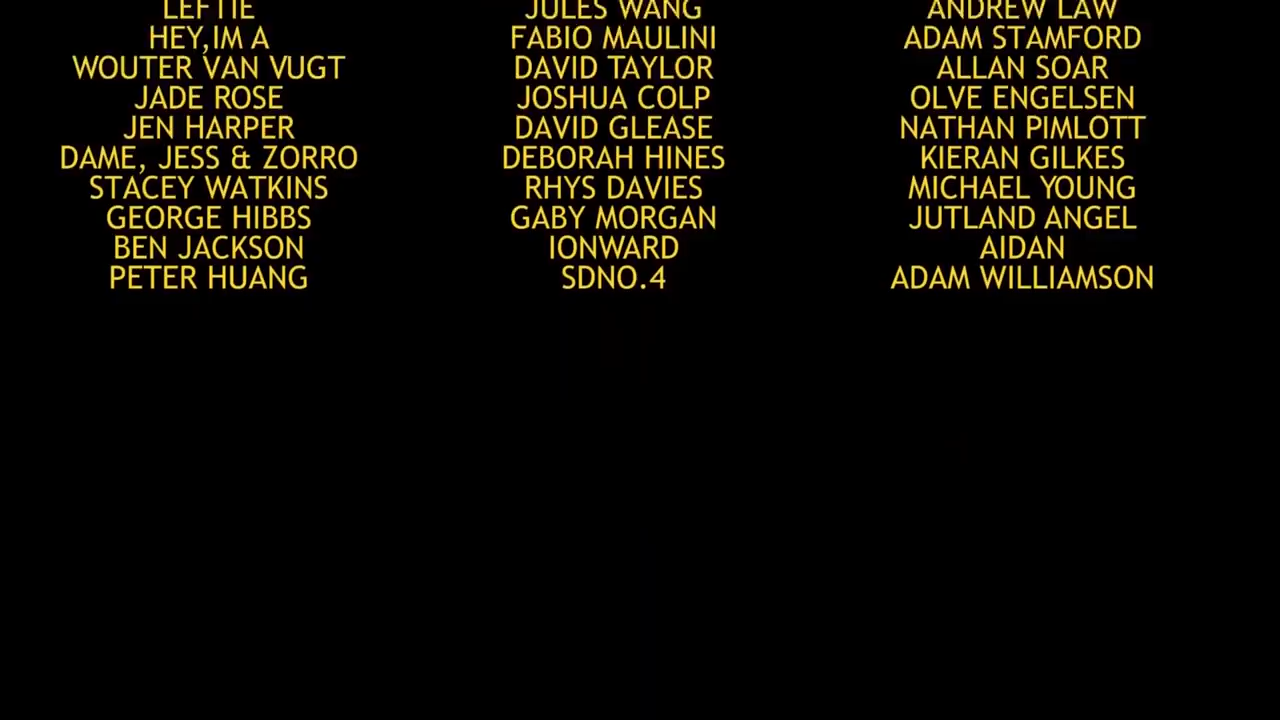 LEFTIE
HEY,IM A
WOUTER VAN VUGT
JADE ROSE
JEN HARPER
DAME, JESS & ZORRO
STACEY WATKINS
GEORGE HIBBS
BEN JACKSON
PETER HUANG
JULES WANG
FABIO MAULINI
DAVID TAYLOR
JOSHUA COLP
DAVID GLEASE
DEBORAH HINES
RHYS DAVIES
GABY MORGAN
IONWARD
SDNO.4
ANDREW LAW
ADAM STAMFORD
ALLAN SOAR
OLVE ENGELSEN
NATHAN PIMLOTT
KIERAN GILKES
MICHAEL YOUNG
JUTLAND ANGEL
AIDAN
ADAM WILLIAMSON